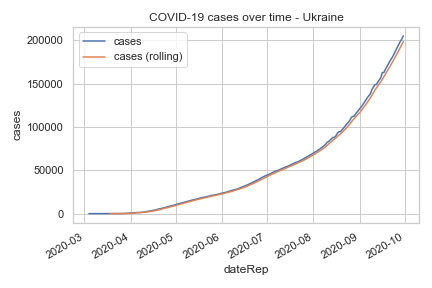 COVID-19 cases over time - Ukraine
cases
cases (rolling)
200000
150000
100000
50000
0
cases
2020-03
2020-04
2020-05
2020-06
2020-07
2020-08
2020-09
2020-10
dateRep